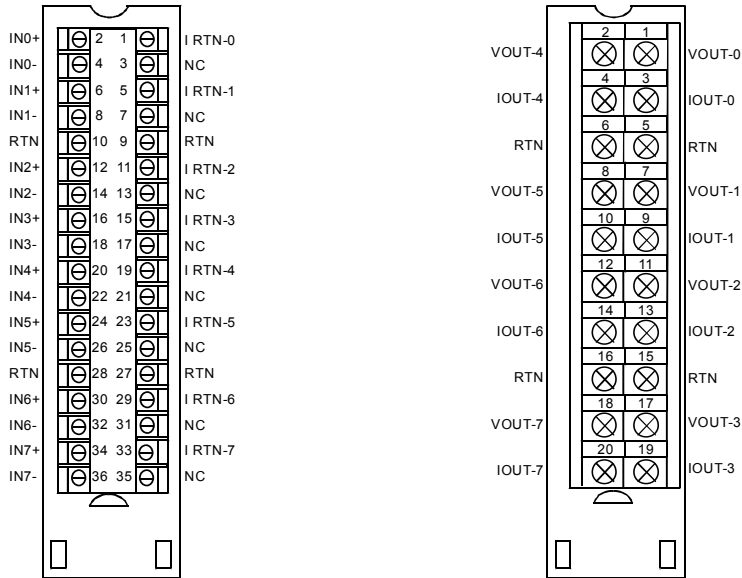 IN0+ 2 1 I RTN-0
IN0- 4 3 NC
IN1+ 6 5 I RTN-1
IN1- 8 7 NC
RTN 10 9 RTN
IN2+ 12 11 I RTN-2
IN2- 14 13 NC
IN3+ 16 15 I RTN-3
IN3- 18 17 NC
IN4+ 20 19 I RTN-4
IN4- 22 21 NC
IN5+ 24 23 I RTN-5
IN5- 26 25 NC
RTN 28 27 RTN
IN6+ 30 29 I RTN-6
IN6- 32 31 NC
IN7+ 34 33 I RTN-7
IN7- 36 35 NC
VOUT-4 2 1 VOUT-0
IOUT-4 4 3 IOUT-0
RTN 6 5 RTN
VOUT-5 8 7 VOUT-1
IOUT-5 10 9 IOUT-1
VOUT-6 12 11 VOUT-2
IOUT-6 14 13 IOUT-2
RTN 16 15 RTN
VOUT-7 18 17 VOUT-3
IOUT-7 20 19 IOUT-3